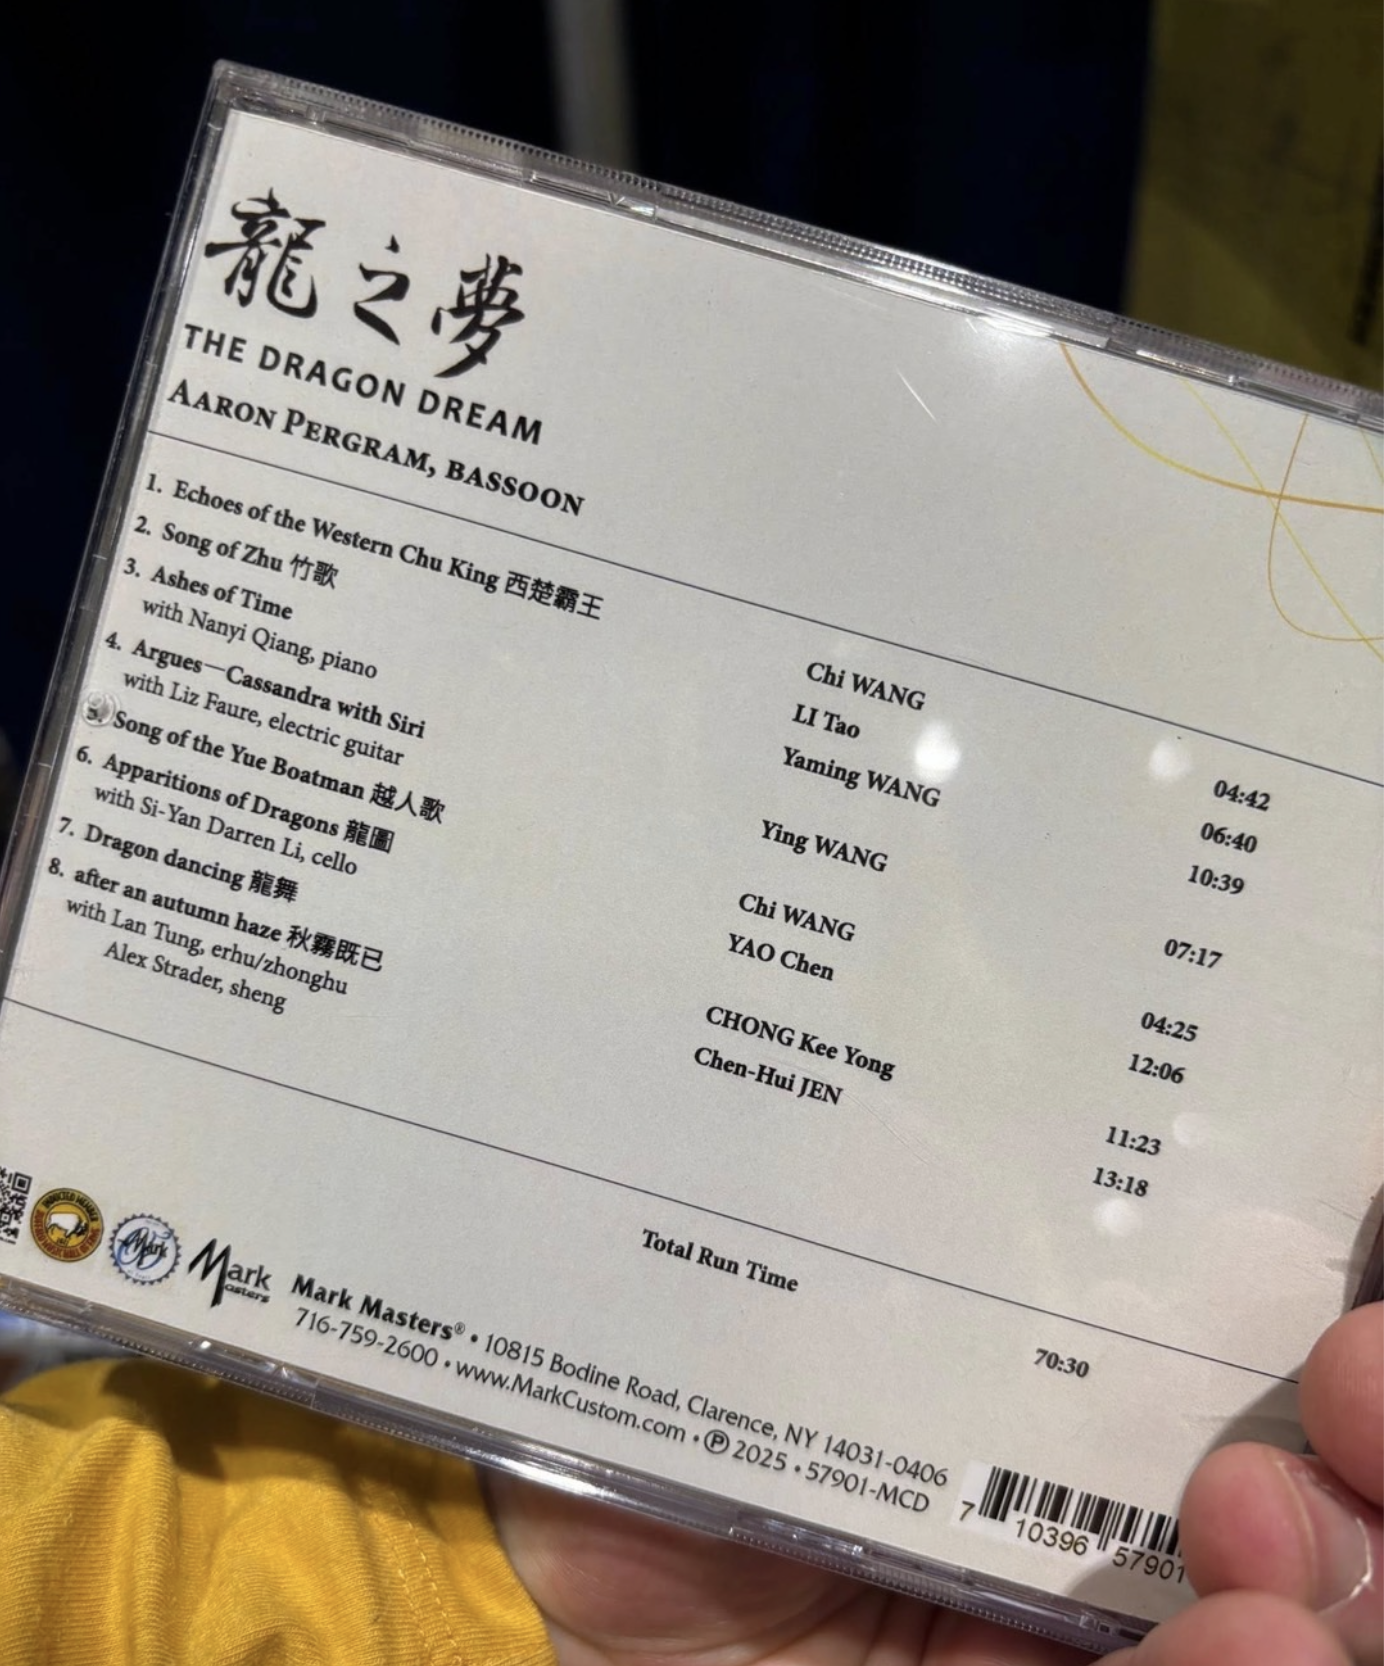 龍之夢
THE DRAGON DREAM
AARON PERGRAM, BASSOON
1. Echoes of the Western Chu King 西楚霸王 Chi WANG 04:42
2. Song of Zhu 竹歌 LI Tao 06:40
3. Ashes of Time Yaming WANG 10:39
with Nanyi Qiang, piano
4. Argues—Cassandra with Siri Ying WANG 07:17
with Liz Faure, electric guitar
5. Song of the Yue Boatman 越人歌 Chi WANG 04:25
6. Apparitions of Dragons 龍圖 YAO Chen 12:06
with Si-Yan Darren Li, cello
7. Dragon dancing 龍舞 CHONG Kee Yong 11:23
8. after an autumn haze 秋霧既已 Chen-Hui JEN 13:18
with Lan Tung, erhu/zhonghu
Alex Strader, sheng
Total Run Time 70:30
Mark
Mark
Masters
Mark Masters® • 10815 Bodine Road, Clarence, NY 14031-0406
716-759-2600 • www.MarkCustom.com • Ⓟ 2025 • 57901-MCD
7 10396 57901